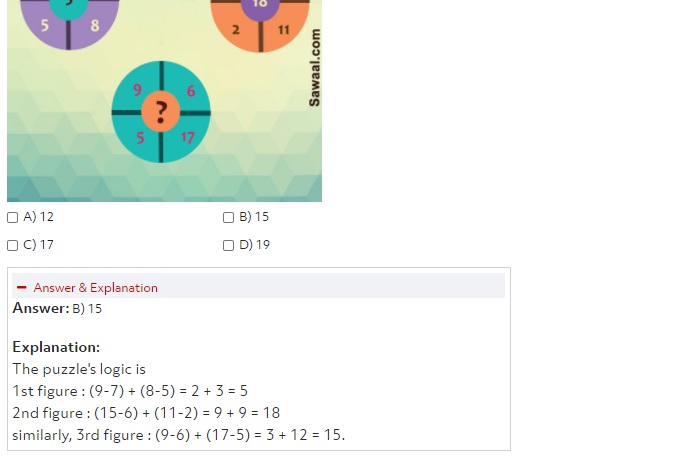 5 8
18
2 11
Sawaal.com
9 6
?
5 17
A) 12
B) 15
C) 17
D) 19
Answer & Explanation
Answer: B) 15
Explanation:
The puzzle's logic is
1st figure : (9-7) + (8-5) = 2 + 3 = 5
2nd figure : (15-6) + (11-2) = 9 + 9 = 18
similarly, 3rd figure : (9-6) + (17-5) = 3 + 12 = 15.